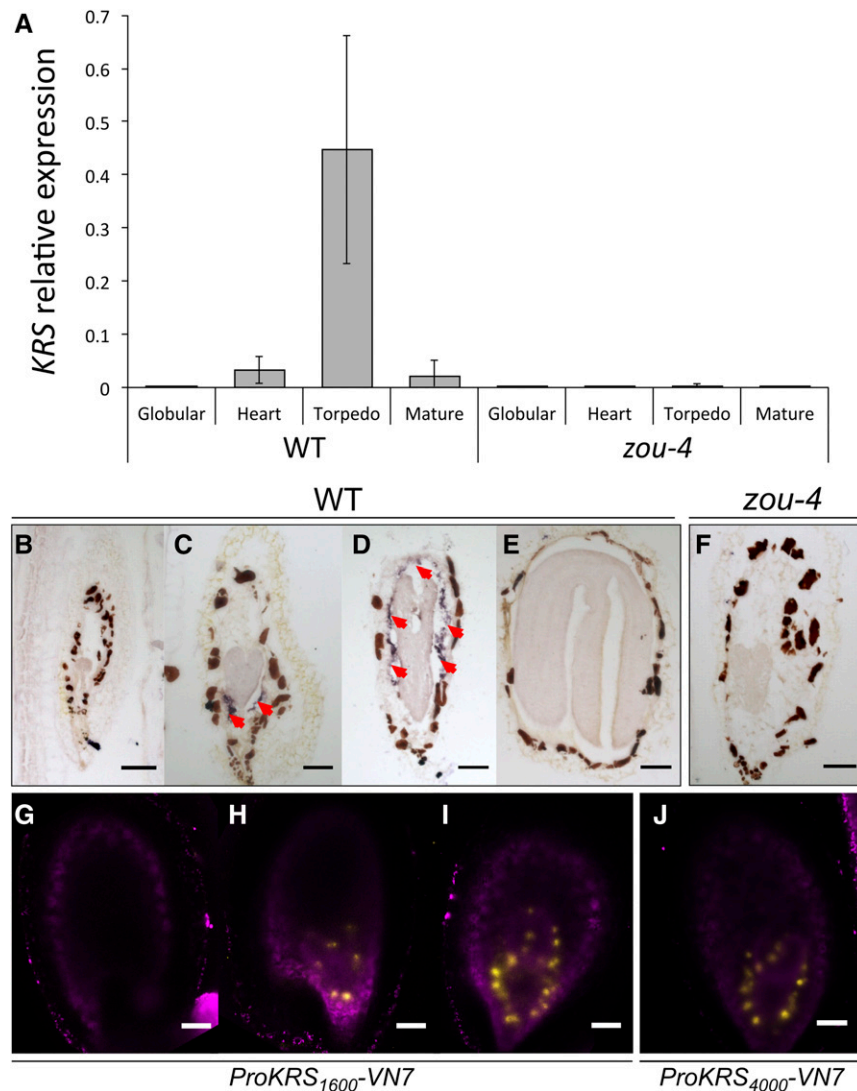 A
KRS relative expression
0.7
0.6
0.5
0.4
0.3
0.2
0.1
0
Globular Heart Torpedo Mature Globular Heart Torpedo Mature
WT zou-4
WT zou-4
B C D E F
G H I J
ProKRS1600-VN7 ProKRS4000-VN7